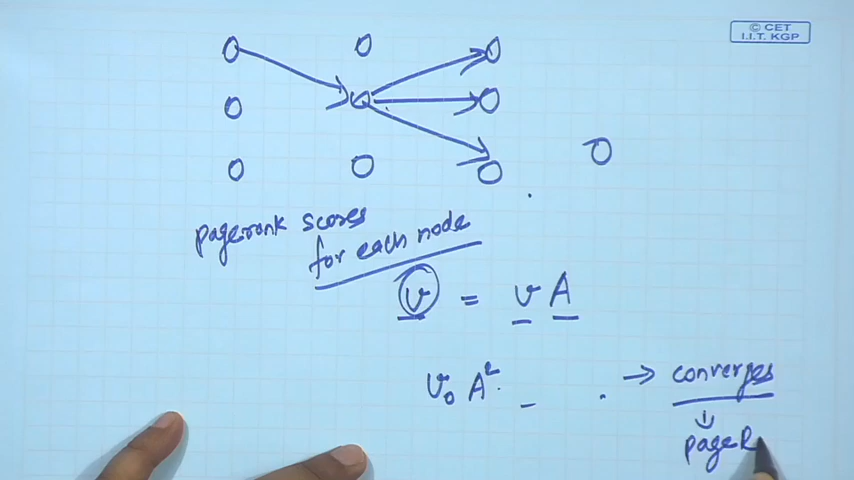 © CET
I.I.T. KGP
pagerank scores
for each node
v = v A
v₀ A² . _ . → converges
↓
pageR